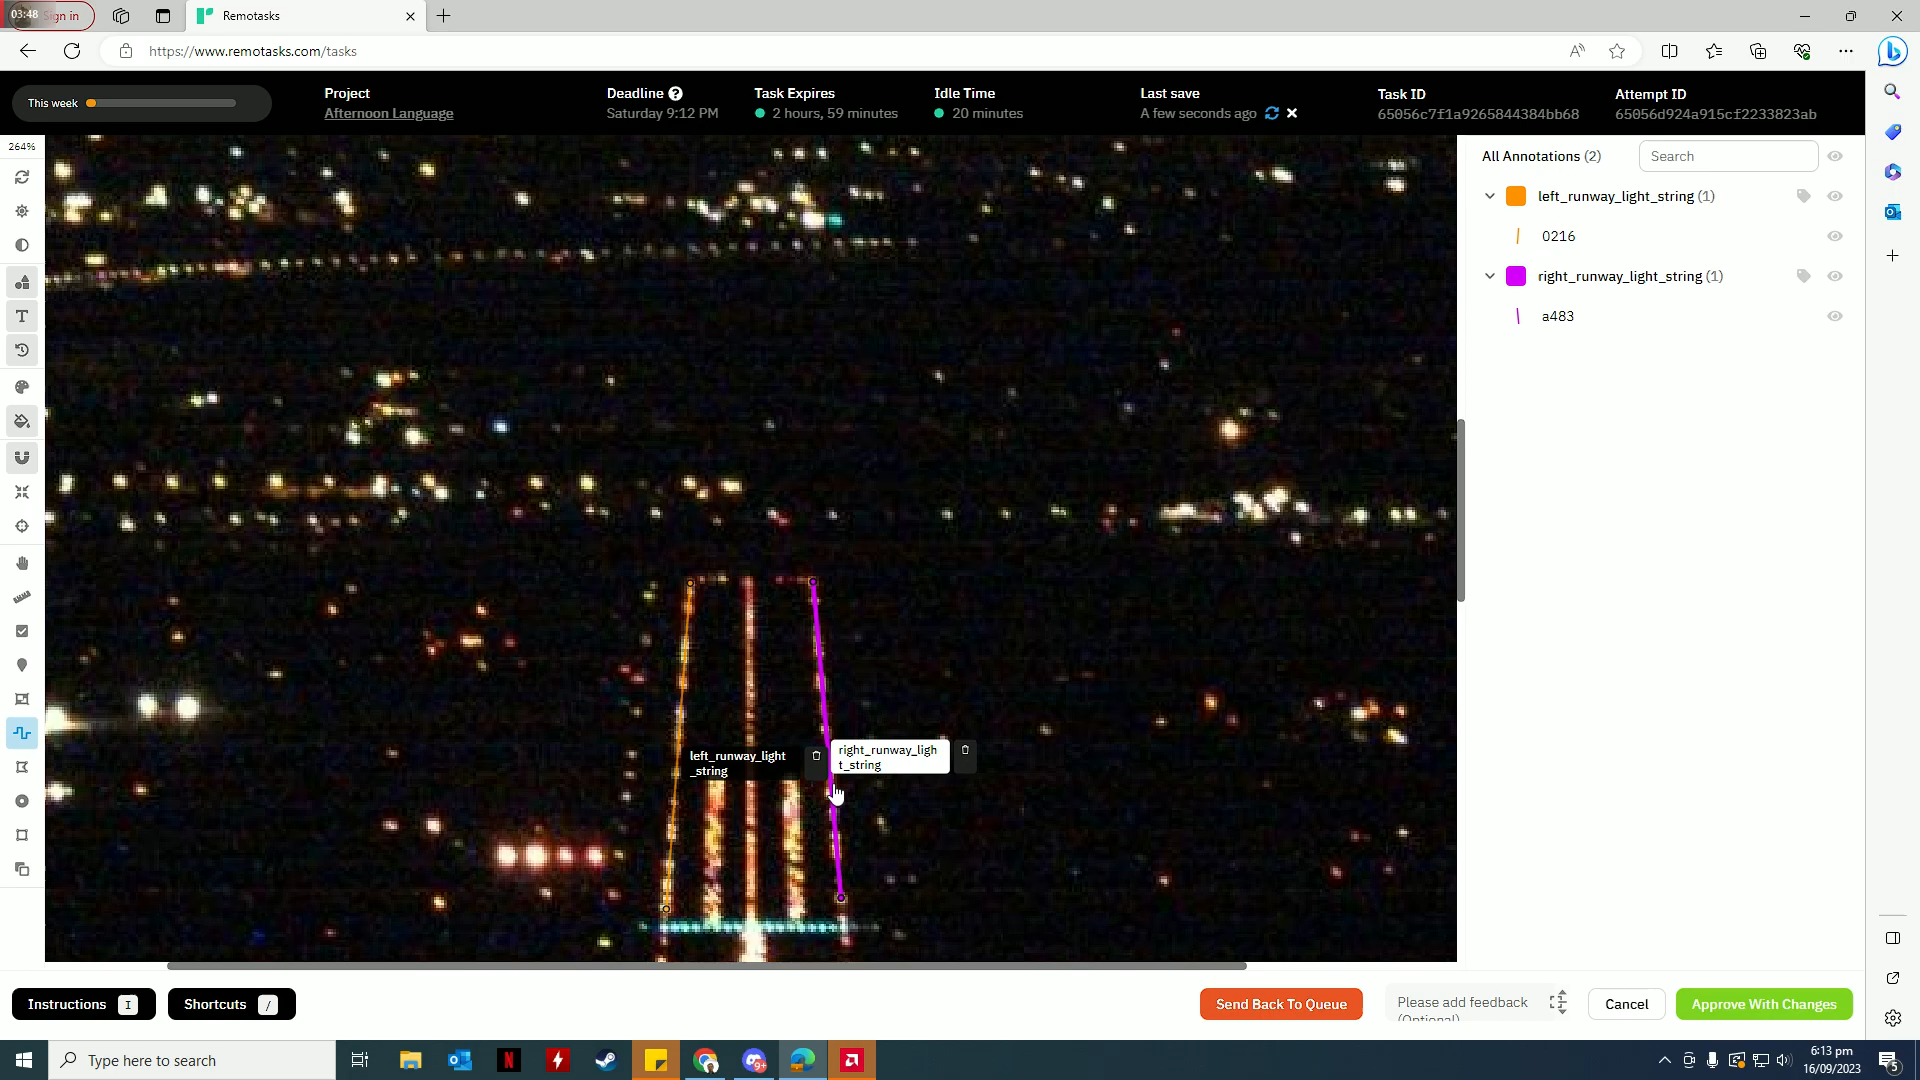 03:48 Sign in
Remotasks
https://www.remotasks.com/tasks
This week
Project
Afternoon Language
Deadline
Saturday 9:12 PM
Task Expires
2 hours, 59 minutes
Idle Time
20 minutes
Last save
A few seconds ago
Task ID
65056c7f1a9265844384bb68
Attempt ID
65056d924a915cf2233823ab
264%
All Annotations (2)
Search
left_runway_light_string (1)
0216
right_runway_light_string (1)
a483
left_runway_light
_string
right_runway_ligh
t_string
Instructions I
Shortcuts /
Send Back To Queue
Please add feedback
(Optional)
Cancel
Approve With Changes
Type here to search
9+
6:13 pm
16/09/2023
5